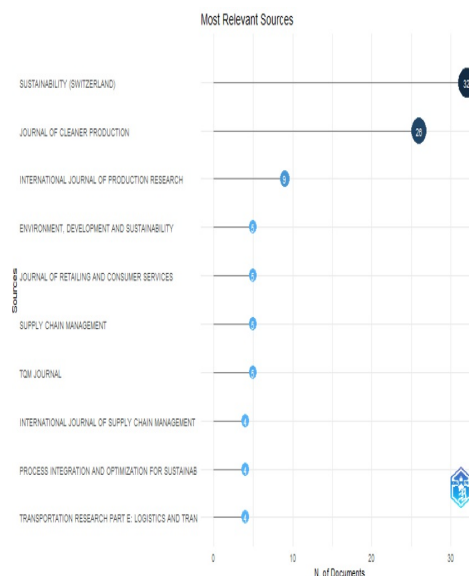 Most Relevant Sources
SUSTAINABILITY (SWITZERLAND)
32
JOURNAL OF CLEANER PRODUCTION
26
INTERNATIONAL JOURNAL OF PRODUCTION RESEARCH
9
ENVIRONMENT, DEVELOPMENT AND SUSTAINABILITY
5
JOURNAL OF RETAILING AND CONSUMER SERVICES
5
Sources
SUPPLY CHAIN MANAGEMENT
5
TQM JOURNAL
5
INTERNATIONAL JOURNAL OF SUPPLY CHAIN MANAGEMENT
4
PROCESS INTEGRATION AND OPTIMIZATION FOR SUSTAINAB
4
TRANSPORTATION RESEARCH PART E: LOGISTICS AND TRAN
4
0 10 20 30
N. of Documents